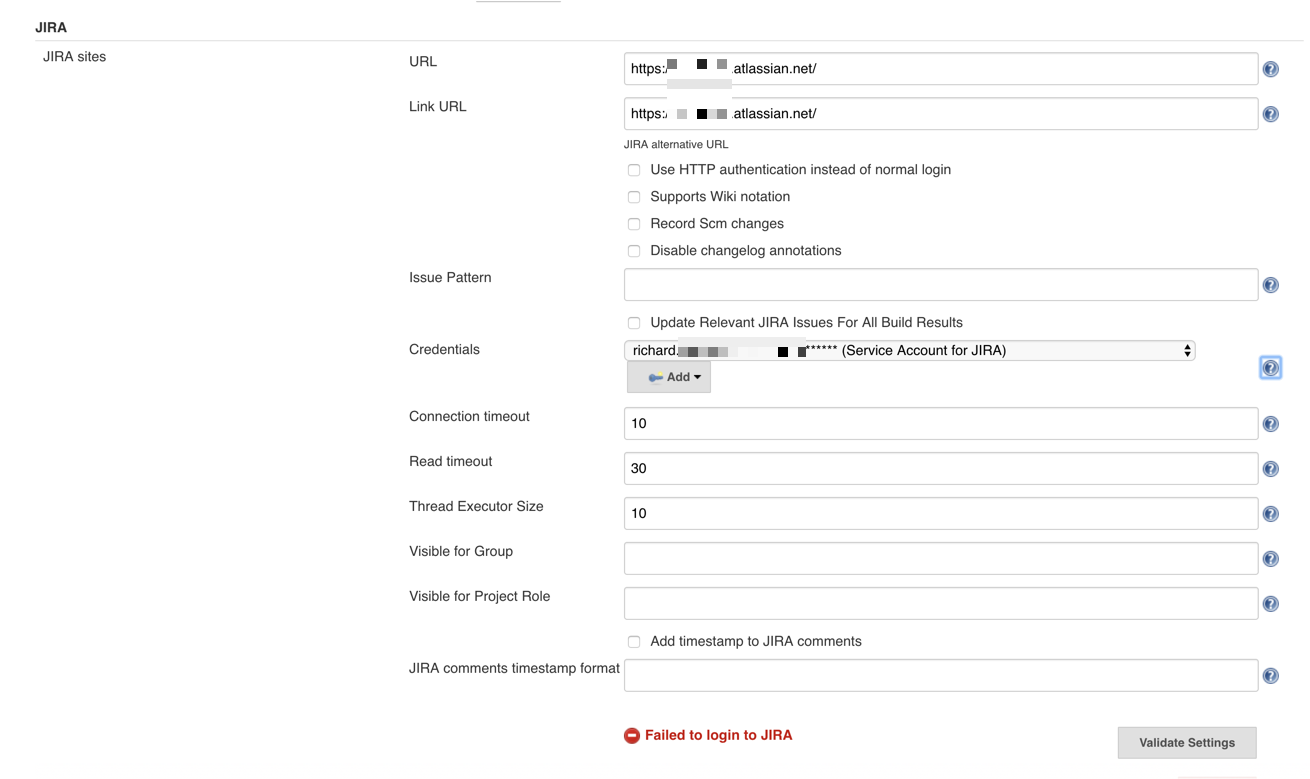 JIRA
JIRA sites
URL
https:/ .atlassian.net/
Link URL
https:/ .atlassian.net/
JIRA alternative URL
Use HTTP authentication instead of normal login
Supports Wiki notation
Record Scm changes
Disable changelog annotations
Issue Pattern
Update Relevant JIRA Issues For All Build Results
Credentials
richard. ****** (Service Account for JIRA)
Add
Connection timeout
10
Read timeout
30
Thread Executor Size
10
Visible for Group
Visible for Project Role
Add timestamp to JIRA comments
JIRA comments timestamp format
Failed to login to JIRA
Validate Settings